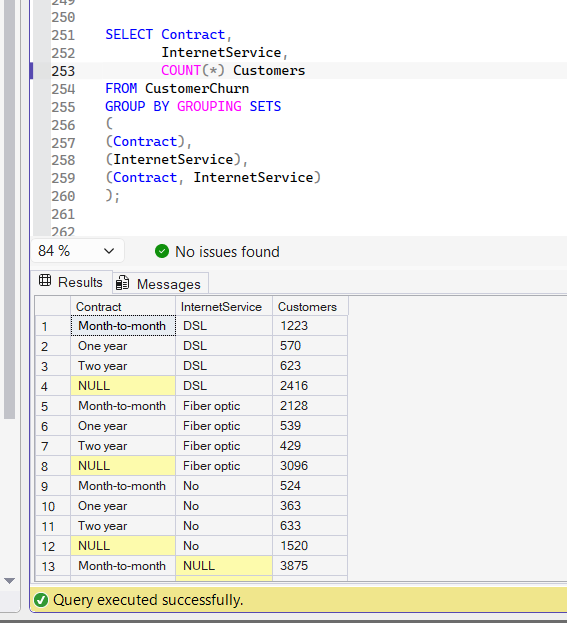 249
250
251 SELECT Contract,
252 InternetService,
253 COUNT(*) Customers
254 FROM CustomerChurn
255 GROUP BY GROUPING SETS
256 (
257 (Contract),
258 (InternetService),
259 (Contract, InternetService)
260 );
261
262
84 % No issues found
Results Messages
Contract InternetService Customers
1 Month-to-month DSL 1223
2 One year DSL 570
3 Two year DSL 623
4 NULL DSL 2416
5 Month-to-month Fiber optic 2128
6 One year Fiber optic 539
7 Two year Fiber optic 429
8 NULL Fiber optic 3096
9 Month-to-month No 524
10 One year No 363
11 Two year No 633
12 NULL No 1520
13 Month-to-month NULL 3875
Query executed successfully.